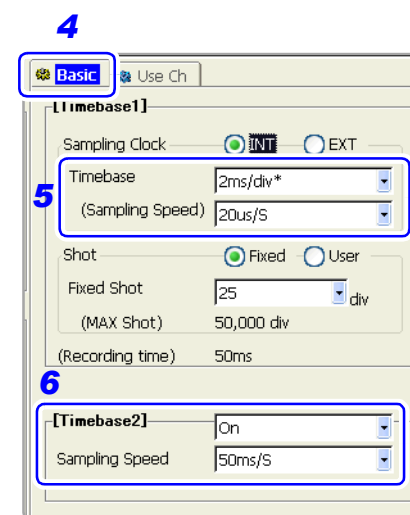 4
Basic Use Ch
[Timebase1]
Sampling Clock INT EXT
5
Timebase 2ms/div*
(Sampling Speed) 20us/S
Shot Fixed User
Fixed Shot 25 div
(MAX Shot) 50,000 div
(Recording time) 50ms
6
[Timebase2] On
Sampling Speed 50ms/S